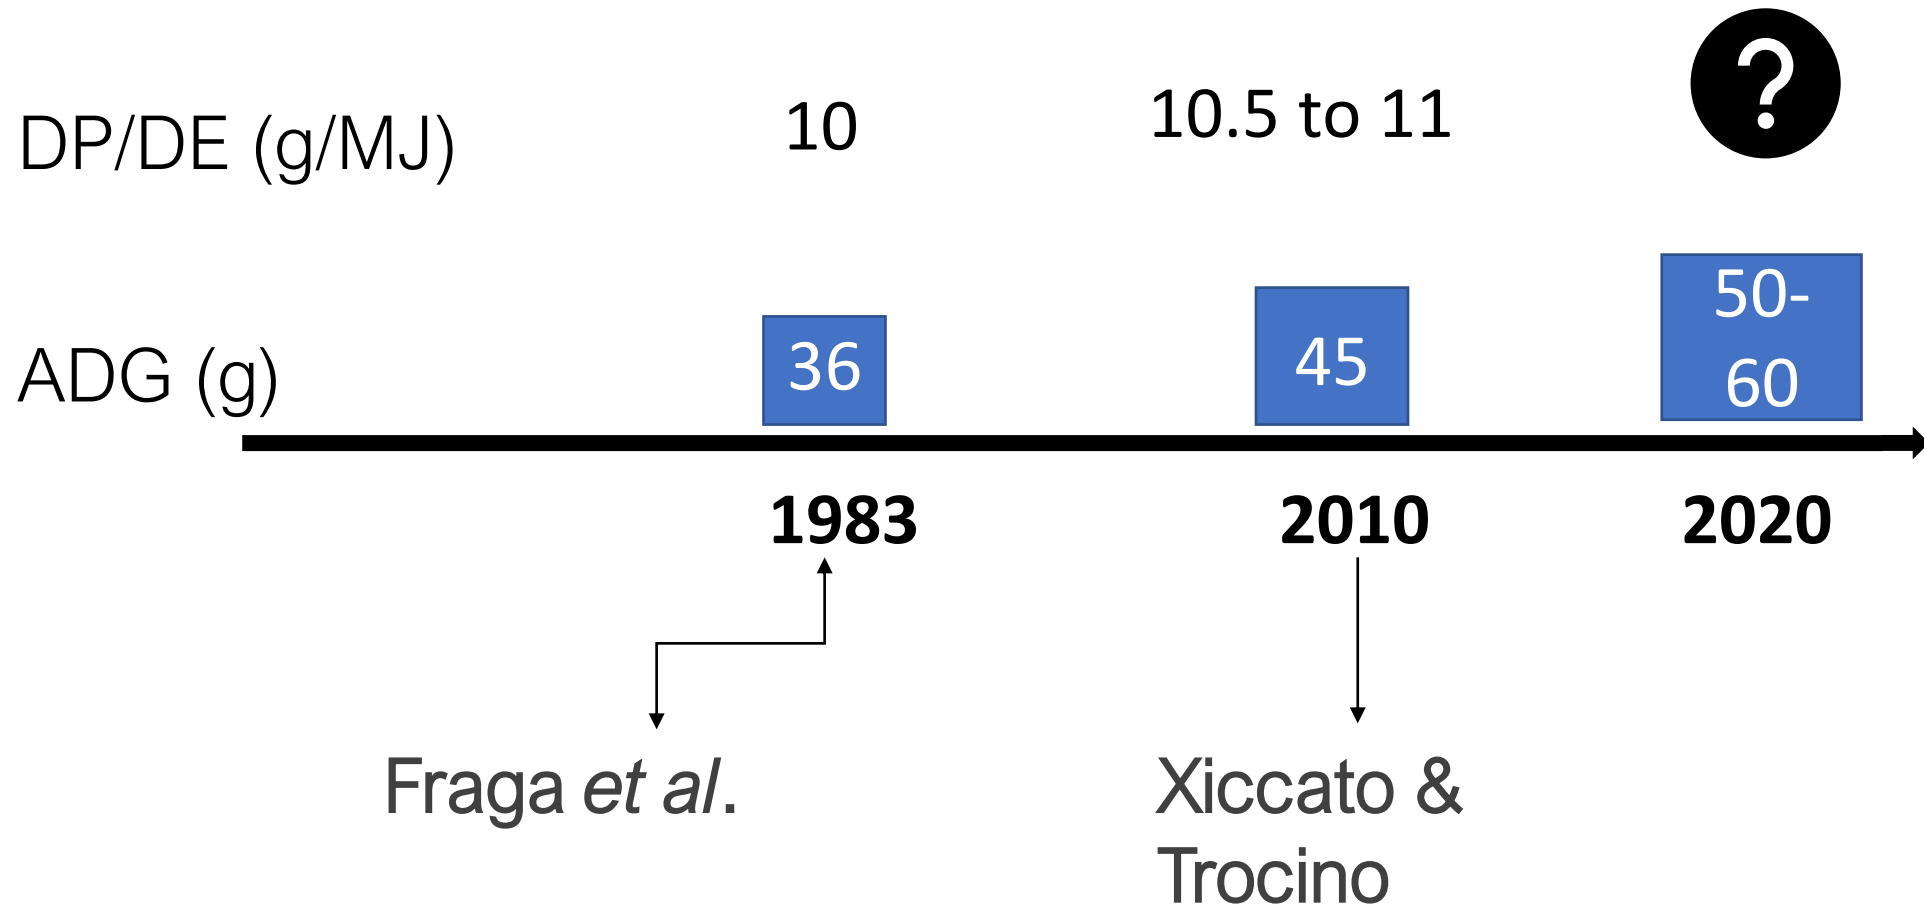 DP/DE (g/MJ) 10 10.5 to 11 ?
ADG (g) 36 45 50-
60
1983 2010 2020
Fraga et al. Xiccato &
Trocino